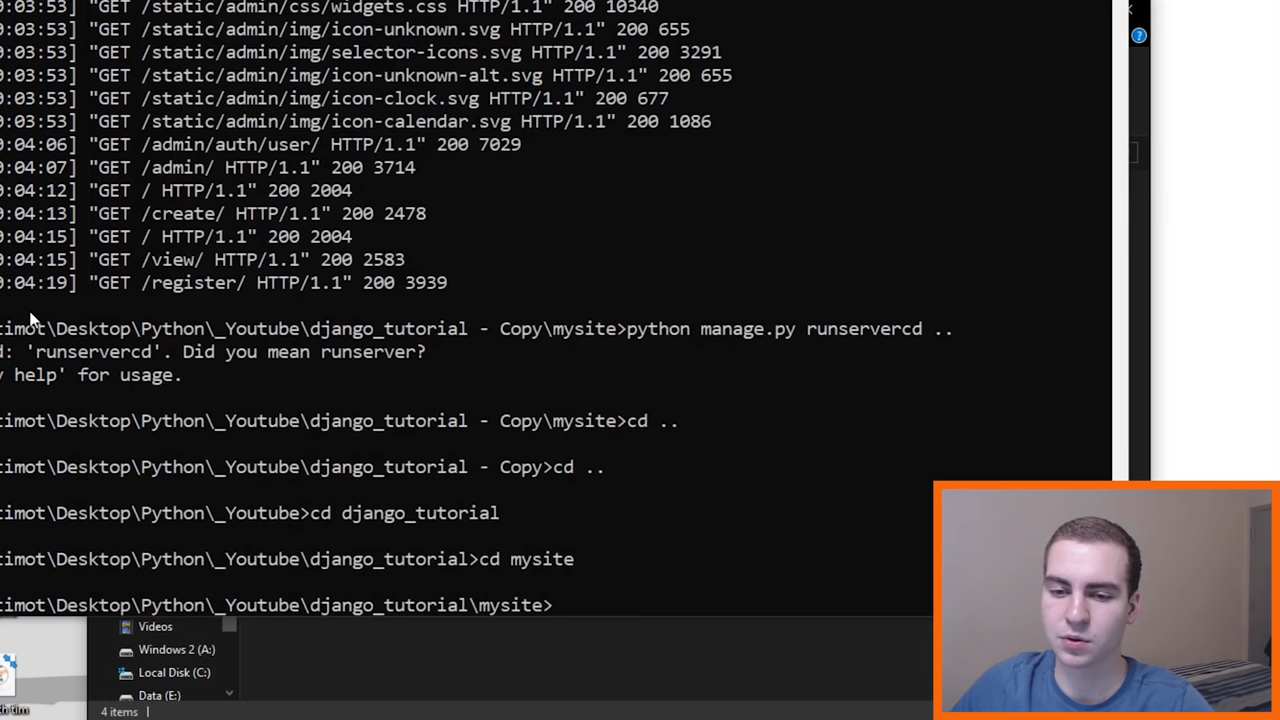 0:03:53] "GET /static/admin/css/widgets.css HTTP/1.1" 200 10340
0:03:53] "GET /static/admin/img/icon-unknown.svg HTTP/1.1" 200 655
0:03:53] "GET /static/admin/img/selector-icons.svg HTTP/1.1" 200 3291
0:03:53] "GET /static/admin/img/icon-unknown-alt.svg HTTP/1.1" 200 655
0:03:53] "GET /static/admin/img/icon-clock.svg HTTP/1.1" 200 677
0:03:53] "GET /static/admin/img/icon-calendar.svg HTTP/1.1" 200 1086
0:04:06] "GET /admin/auth/user/ HTTP/1.1" 200 7029
0:04:07] "GET /admin/ HTTP/1.1" 200 3714
0:04:12] "GET / HTTP/1.1" 200 2004
0:04:13] "GET /create/ HTTP/1.1" 200 2478
0:04:15] "GET / HTTP/1.1" 200 2004
0:04:15] "GET /view/ HTTP/1.1" 200 2583
0:04:19] "GET /register/ HTTP/1.1" 200 3939
timot\Desktop\Python\_Youtube\django_tutorial - Copy\mysite>python manage.py runservercd ..
d: 'runservercd'. Did you mean runserver?
y help' for usage.
timot\Desktop\Python\_Youtube\django_tutorial - Copy\mysite>cd ..
timot\Desktop\Python\_Youtube\django_tutorial - Copy>cd ..
timot\Desktop\Python\_Youtube>cd django_tutorial
timot\Desktop\Python\_Youtube\django_tutorial>cd mysite
timot\Desktop\Python\_Youtube\django_tutorial\mysite>
Videos
Windows 2 (A:)
Local Disk (C:)
Data (E:)
th tim
4 items